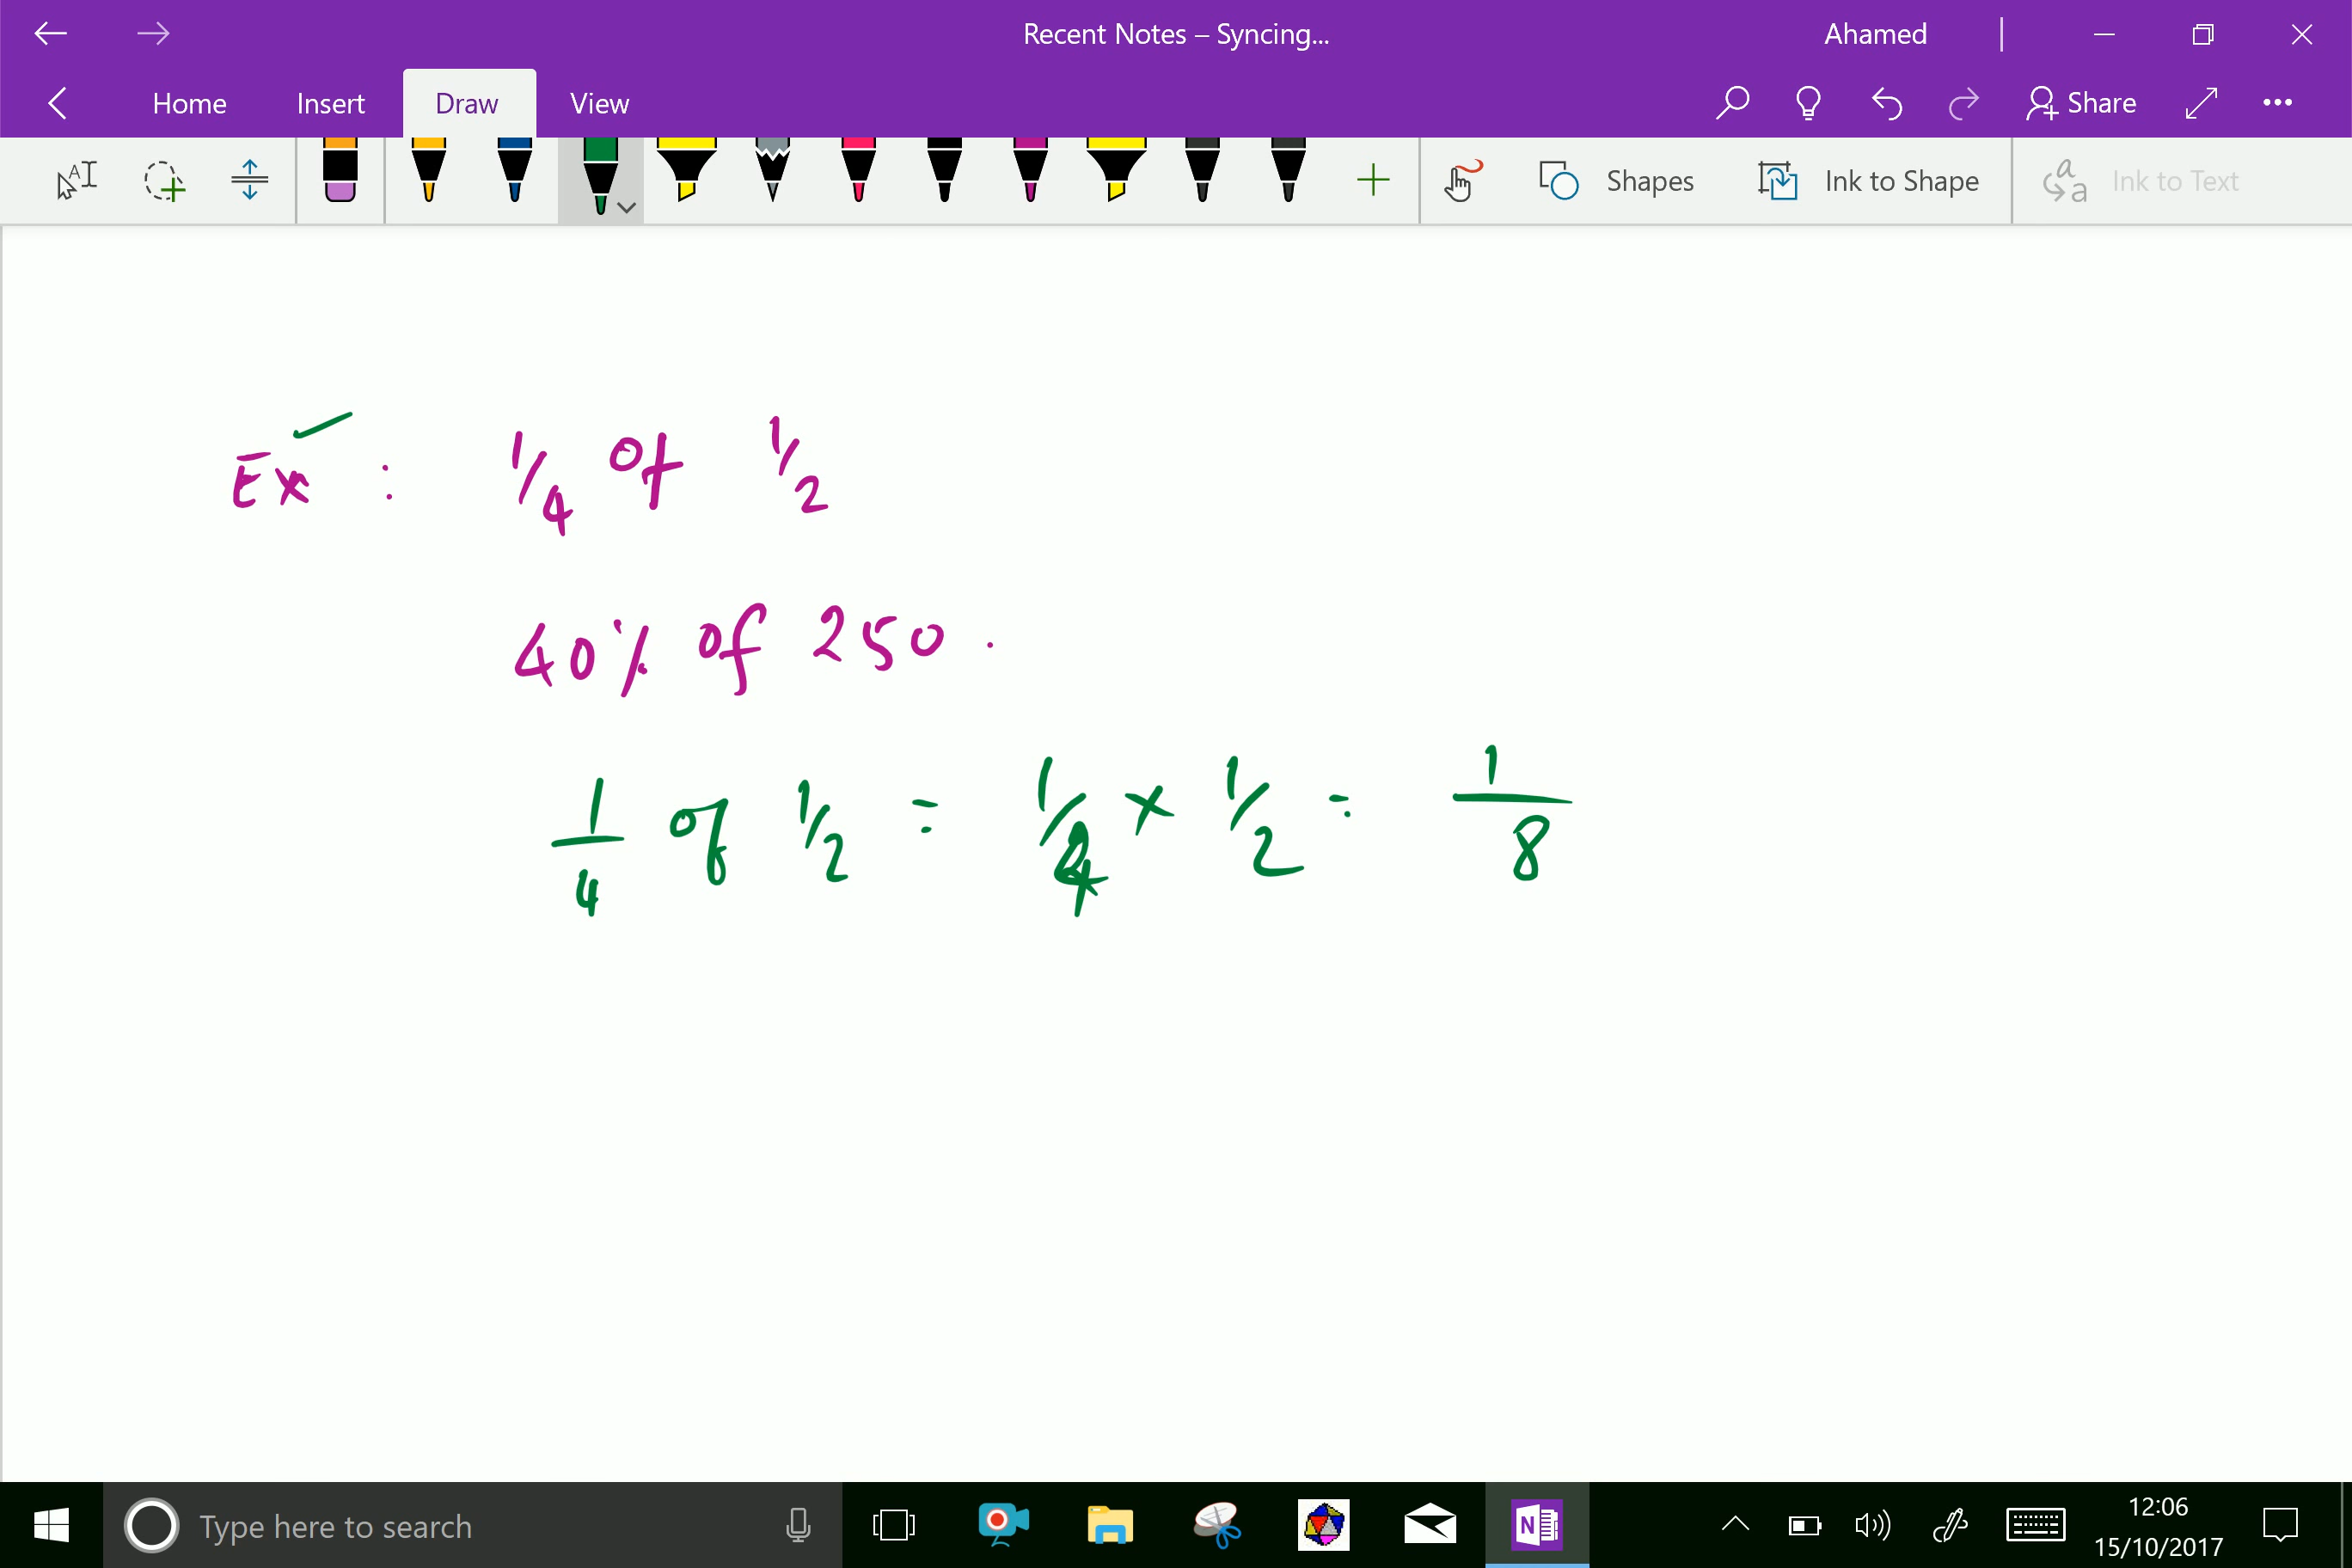 Recent Notes – Syncing... Ahamed
Home Insert Draw View Share
Shapes Ink to Shape Ink to Text
Ex : 1/4 of 1/2
40% of 250 .
1/4 of 1/2 = 1/4 x 1/2 = 1/8
Type here to search
12:06
15/10/2017